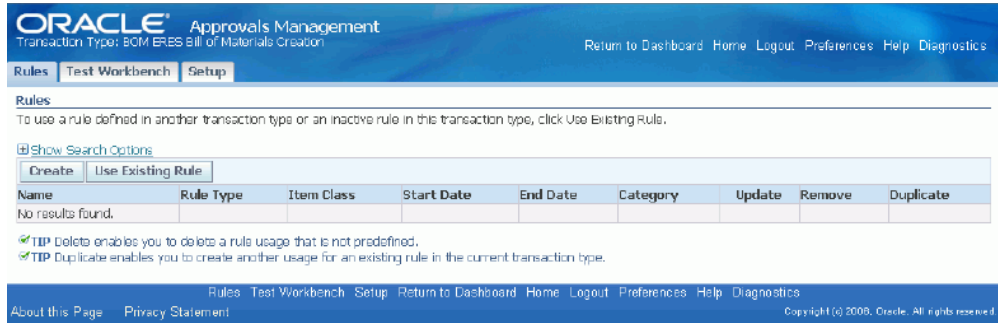 ORACLE® Approvals Management
Transaction Type: BOM ERES Bill of Materials Creation
Return to Dashboard Home Logout Preferences Help Diagnostics
Rules Test Workbench Setup
Rules
To use a rule defined in another transaction type or an inactive rule in this transaction type, click Use Existing Rule.
Show Search Options
Create Use Existing Rule
Name Rule Type Item Class Start Date End Date Category Update Remove Duplicate
No results found.
TIP Delete enables you to delete a rule usage that is not predefined.
TIP Duplicate enables you to create another usage for an existing rule in the current transaction type.
Rules Test Workbench Setup Return to Dashboard Home Logout Preferences Help Diagnostics
About this Page Privacy Statement
Copyright (c) 2006, Oracle. All rights reserved.